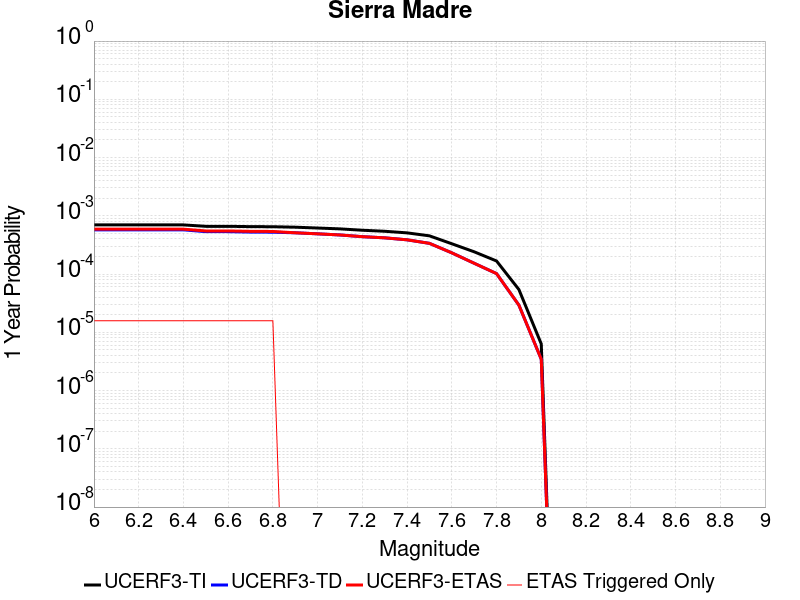 Sierra Madre
10 0
10 -1
10 -2
10 -3
10 -4
10 -5
10 -6
10 -7
10 -8
1 Year Probability
6 6.2 6.4 6.6 6.8 7 7.2 7.4 7.6 7.8 8 8.2 8.4 8.6 8.8 9
Magnitude
UCERF3-TI UCERF3-TD UCERF3-ETAS ETAS Triggered Only